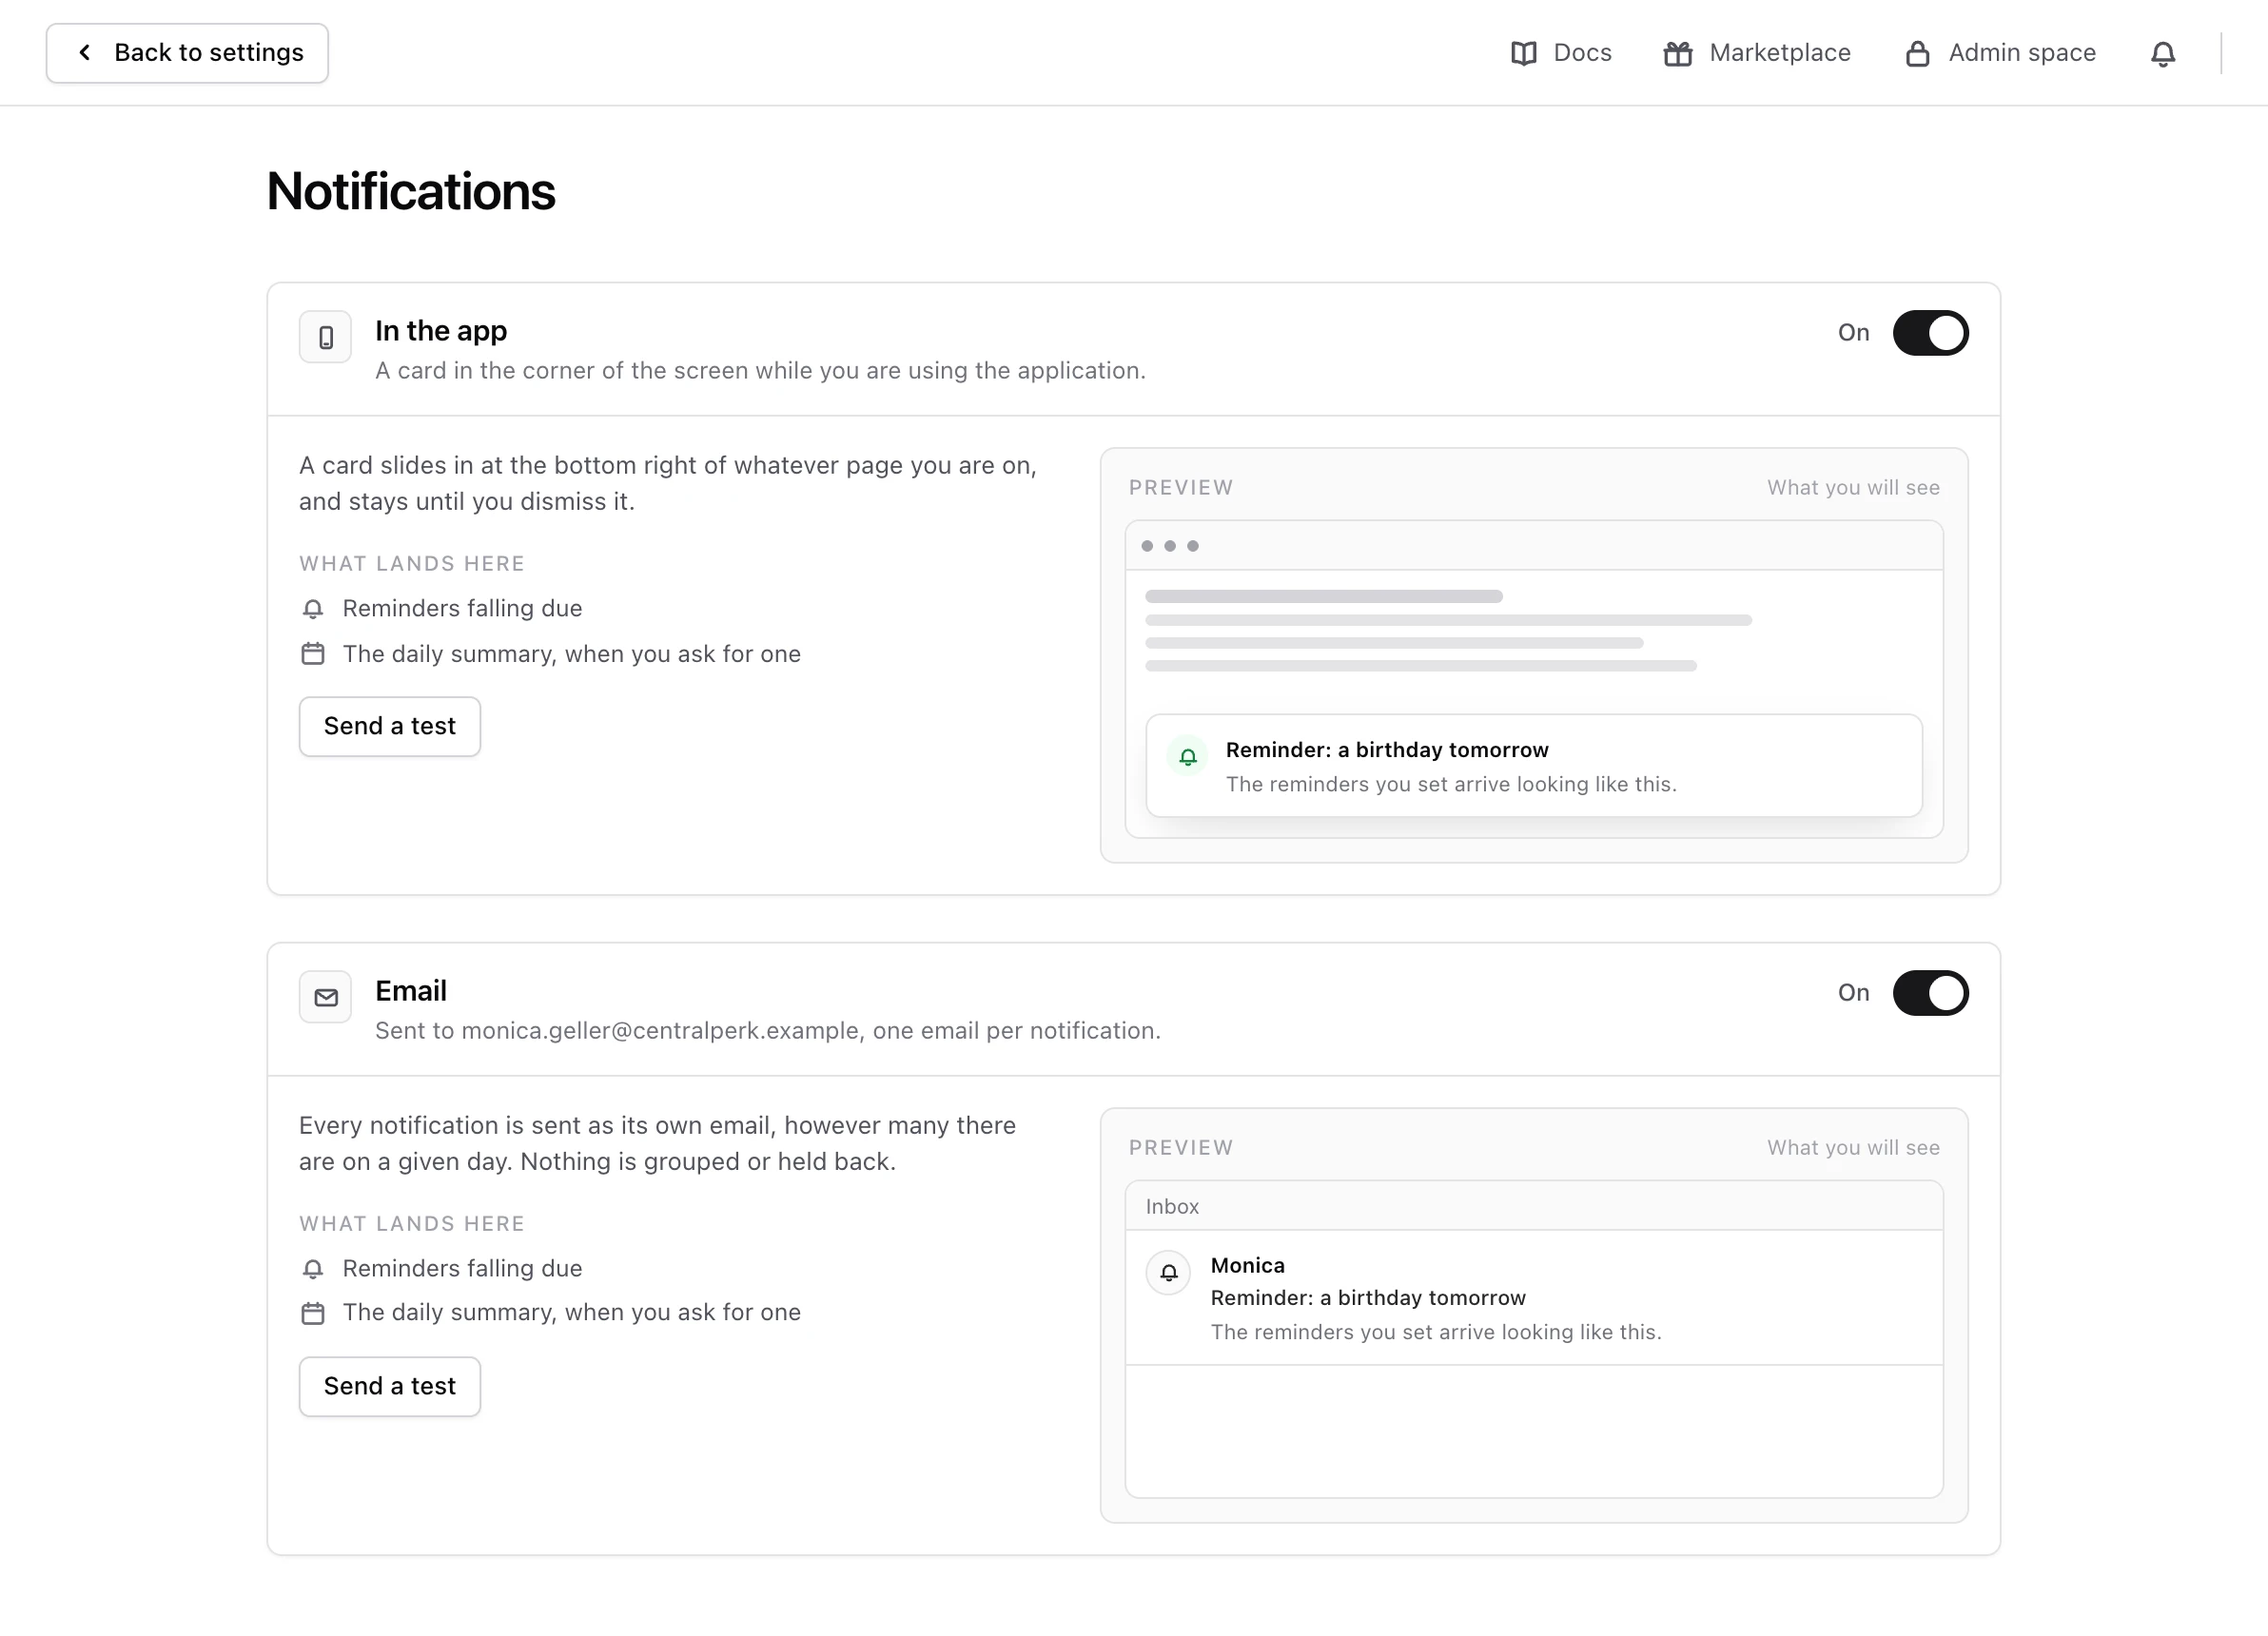 Back to settings
Docs
Marketplace
Admin space
Notifications
In the app
A card in the corner of the screen while you are using the application.
On
A card slides in at the bottom right of whatever page you are on,
and stays until you dismiss it.
WHAT LANDS HERE
Reminders falling due
The daily summary, when you ask for one
Send a test
PREVIEW
What you will see
Reminder: a birthday tomorrow
The reminders you set arrive looking like this.
Email
Sent to monica.geller@centralperk.example, one email per notification.
On
Every notification is sent as its own email, however many there
are on a given day. Nothing is grouped or held back.
WHAT LANDS HERE
Reminders falling due
The daily summary, when you ask for one
Send a test
PREVIEW
What you will see
Inbox
Monica
Reminder: a birthday tomorrow
The reminders you set arrive looking like this.